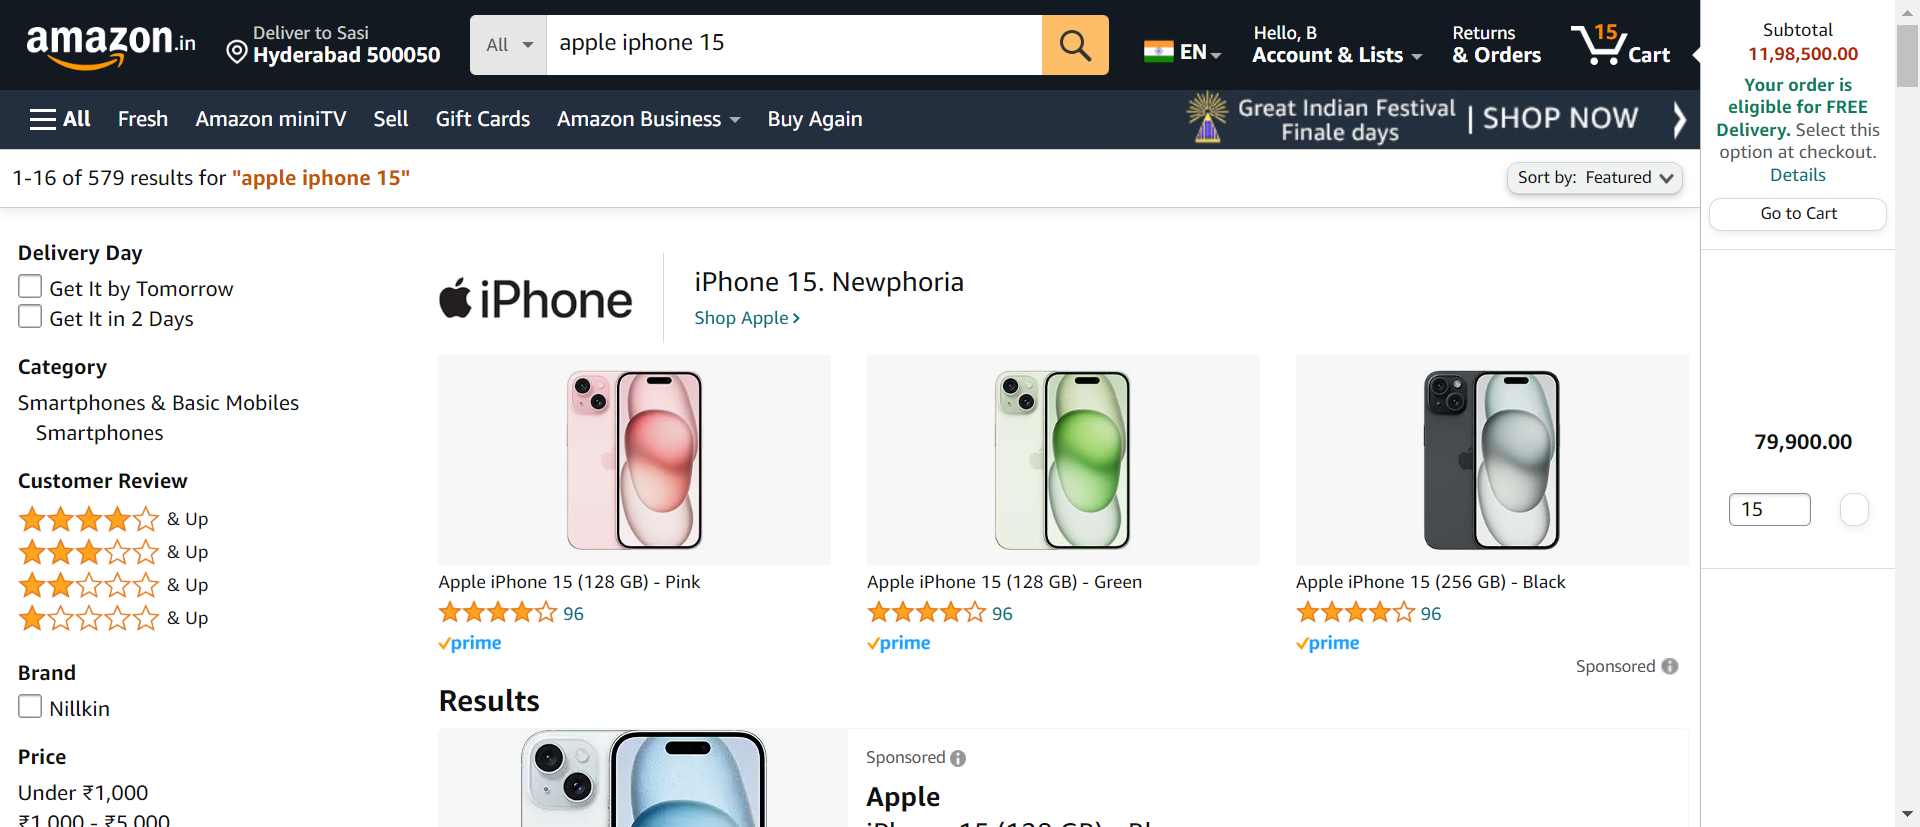 amazon.in
Deliver to Sasi
Hyderabad 500050
All
apple iphone 15
EN
Hello, B
Account & Lists
Returns
& Orders
15
Cart
All
Fresh
Amazon miniTV
Sell
Gift Cards
Amazon Business
Buy Again
Great Indian Festival
Finale days
SHOP NOW
Subtotal
11,98,500.00
Your order is
eligible for FREE
Delivery. Select this
option at checkout.
Details
Go to Cart
79,900.00
15
1-16 of 579 results for "apple iphone 15"
Sort by: Featured
Delivery Day
Get It by Tomorrow
Get It in 2 Days
Category
Smartphones & Basic Mobiles
Smartphones
Customer Review
& Up
& Up
& Up
& Up
Brand
Nillkin
Price
Under ₹1,000
₹1,000 - ₹5,000
iPhone
iPhone 15. Newphoria
Shop Apple ›
Apple iPhone 15 (128 GB) - Pink
96
prime
Apple iPhone 15 (128 GB) - Green
96
prime
Apple iPhone 15 (256 GB) - Black
96
prime
Sponsored
Results
Sponsored
Apple
iPhone 15 (128 GB) -